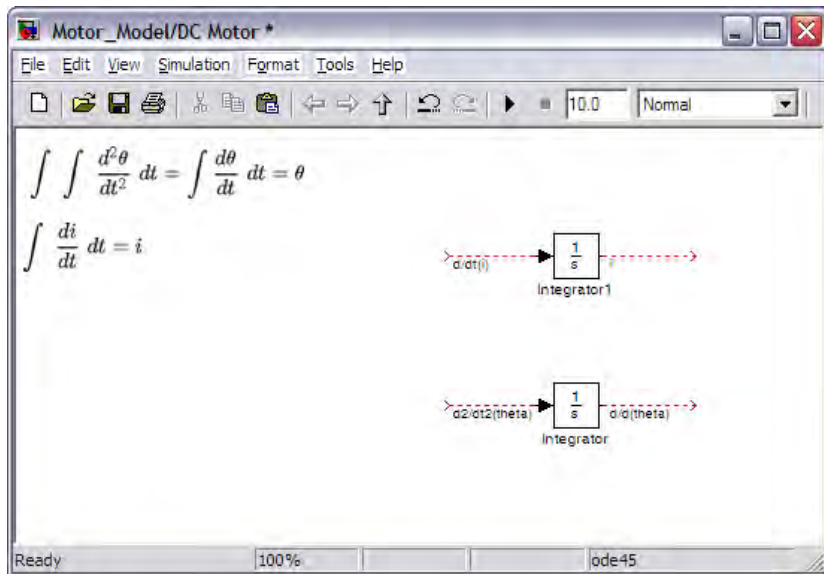 Motor_Model/DC Motor *
File Edit View Simulation Format Tools Help
10.0 Normal
∫ ∫ d²θ/dt² dt = ∫ dθ/dt dt = θ
∫ di/dt dt = i
d/dt(i) 1/s i
Integrator1
d2/dt2(theta) 1/s d/d(theta)
Integrator
Ready 100% ode45